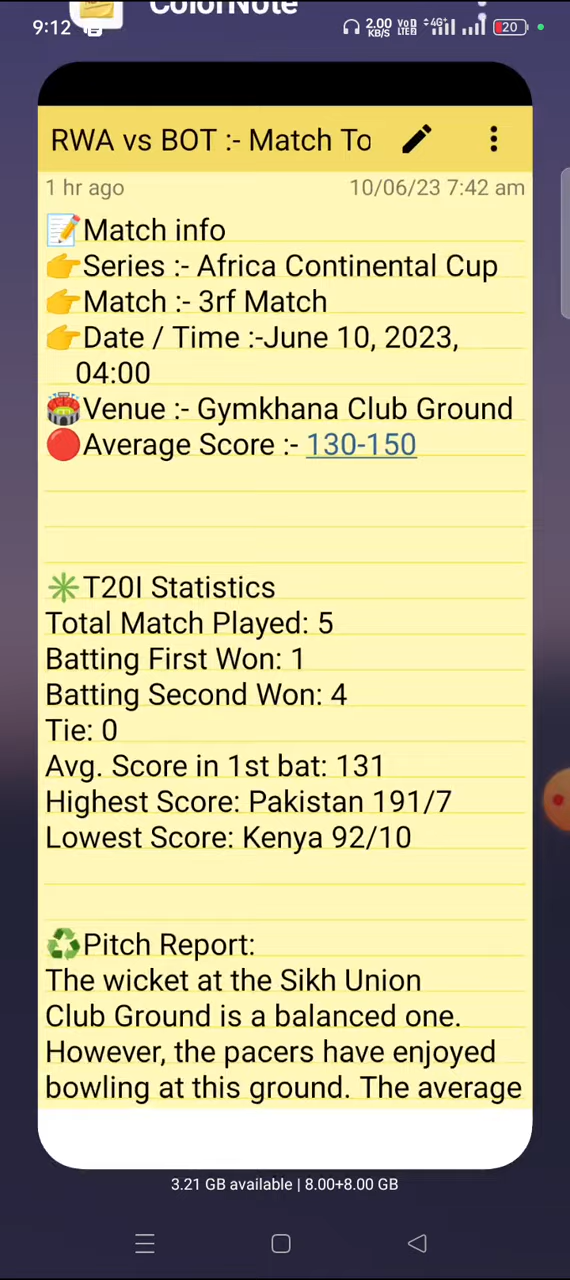 ColorNote
9:12 2.00 KB/S VoD LTE 4G+ 20
RWA vs BOT :- Match To
1 hr ago 10/06/23 7:42 am
📝Match info
👉Series :- Africa Continental Cup
👉Match :- 3rf Match
👉Date / Time :-June 10, 2023,
04:00
🏟Venue :- Gymkhana Club Ground
🔴Average Score :- 130-150
✳T20I Statistics
Total Match Played: 5
Batting First Won: 1
Batting Second Won: 4
Tie: 0
Avg. Score in 1st bat: 131
Highest Score: Pakistan 191/7
Lowest Score: Kenya 92/10
♻Pitch Report:
The wicket at the Sikh Union
Club Ground is a balanced one.
However, the pacers have enjoyed
bowling at this ground. The average
3.21 GB available | 8.00+8.00 GB